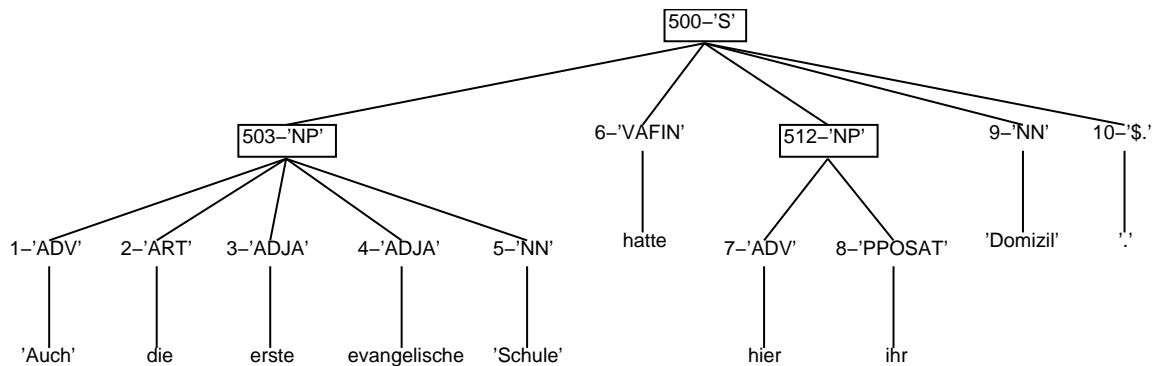 500–’S’
503–’NP’ 6–’VAFIN’ 512–’NP’ 9–’NN’ 10–’$.’
1–’ADV’ 2–’ART’ 3–’ADJA’ 4–’ADJA’ 5–’NN’ hatte 7–’ADV’ 8–’PPOSAT’ ’Domizil’ ’.’
’Auch’ die erste evangelische ’Schule’ hier ihr